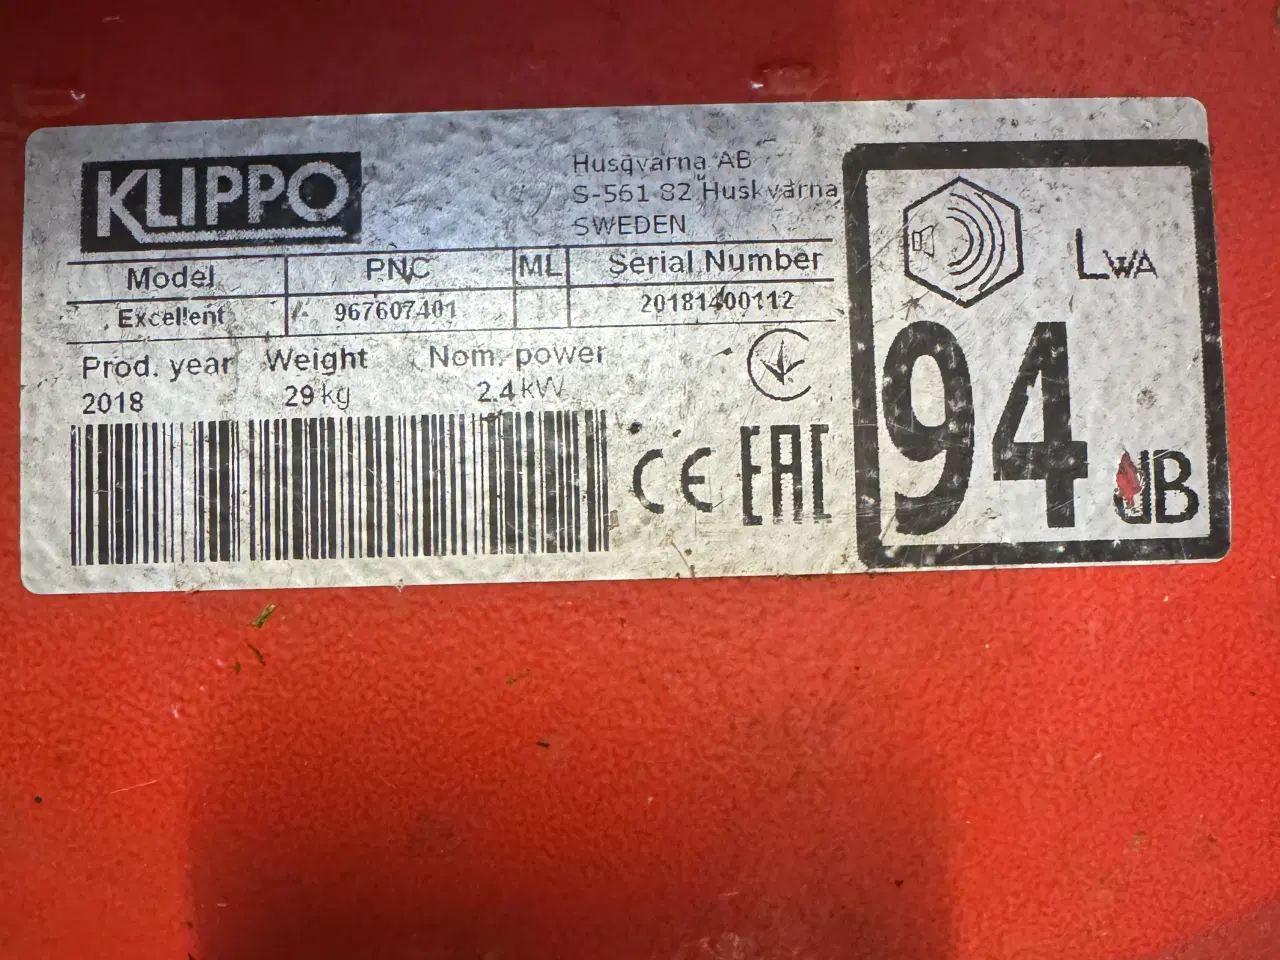 KLIPPO
Husqvarna AB
S-561 82 Huskvarna
SWEDEN
Model PNC ML Serial Number
Excellent 967607401 20181400112
Prod. year Weight Nom. power
2018 29 kg 2.4 kW
CE EAC
LWA
94 dB